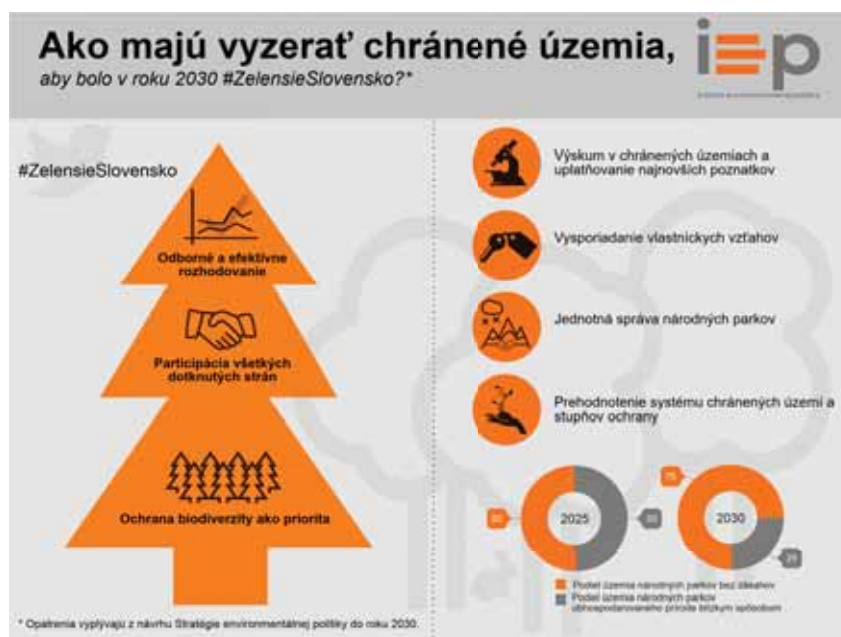 Ako majú vyzerať chránené územia,
aby bolo v roku 2030 #ZelensieSlovensko?*
iep
#ZelensieSlovensko
Odborné a efektívne
rozhodovanie
Participácia všetkých
dotknutých strán
Ochrana biodiverzity ako priorita
Výskum v chránených územiach a
uplatňovanie najnovších poznatkov
Vysporiadanie vlastníckych vzťahov
Jednotná správa národných parkov
Prehodnotenie systému chránených území a
stupňov ochrany
50
2025
50
75
2030
25
Podiel územia národných parkov bez zásahov
Podiel územia národných parkov
obhospodarovaného prírode blízkym spôsobom
* Opatrenia vyplývajú z návrhu Stratégie environmentálnej politiky do roku 2030.